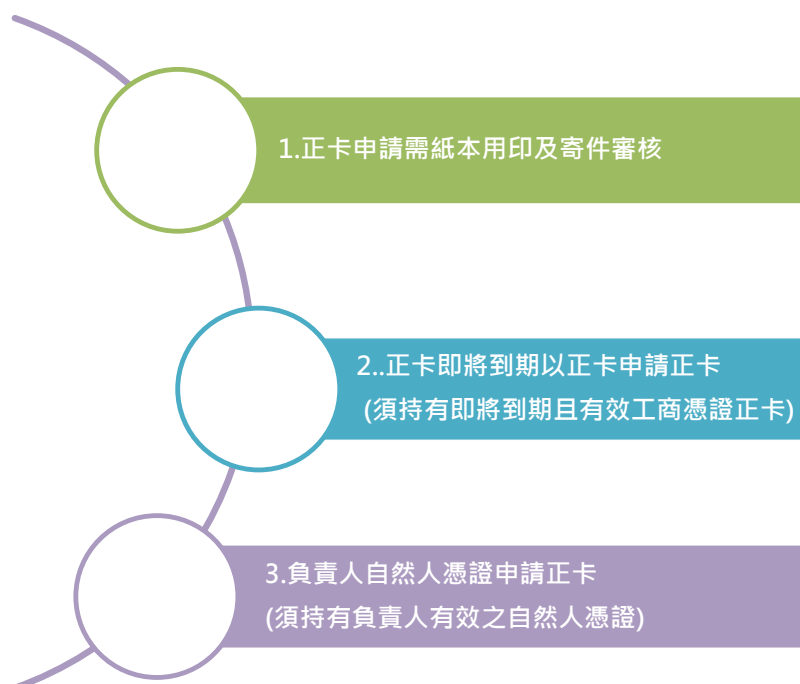 1.正卡申請需紙本用印及寄件審核
2..正卡即將到期以正卡申請正卡
(須持有即將到期且有效工商憑證正卡)
3.負責人自然人憑證申請正卡
(須持有負責人有效之自然人憑證)